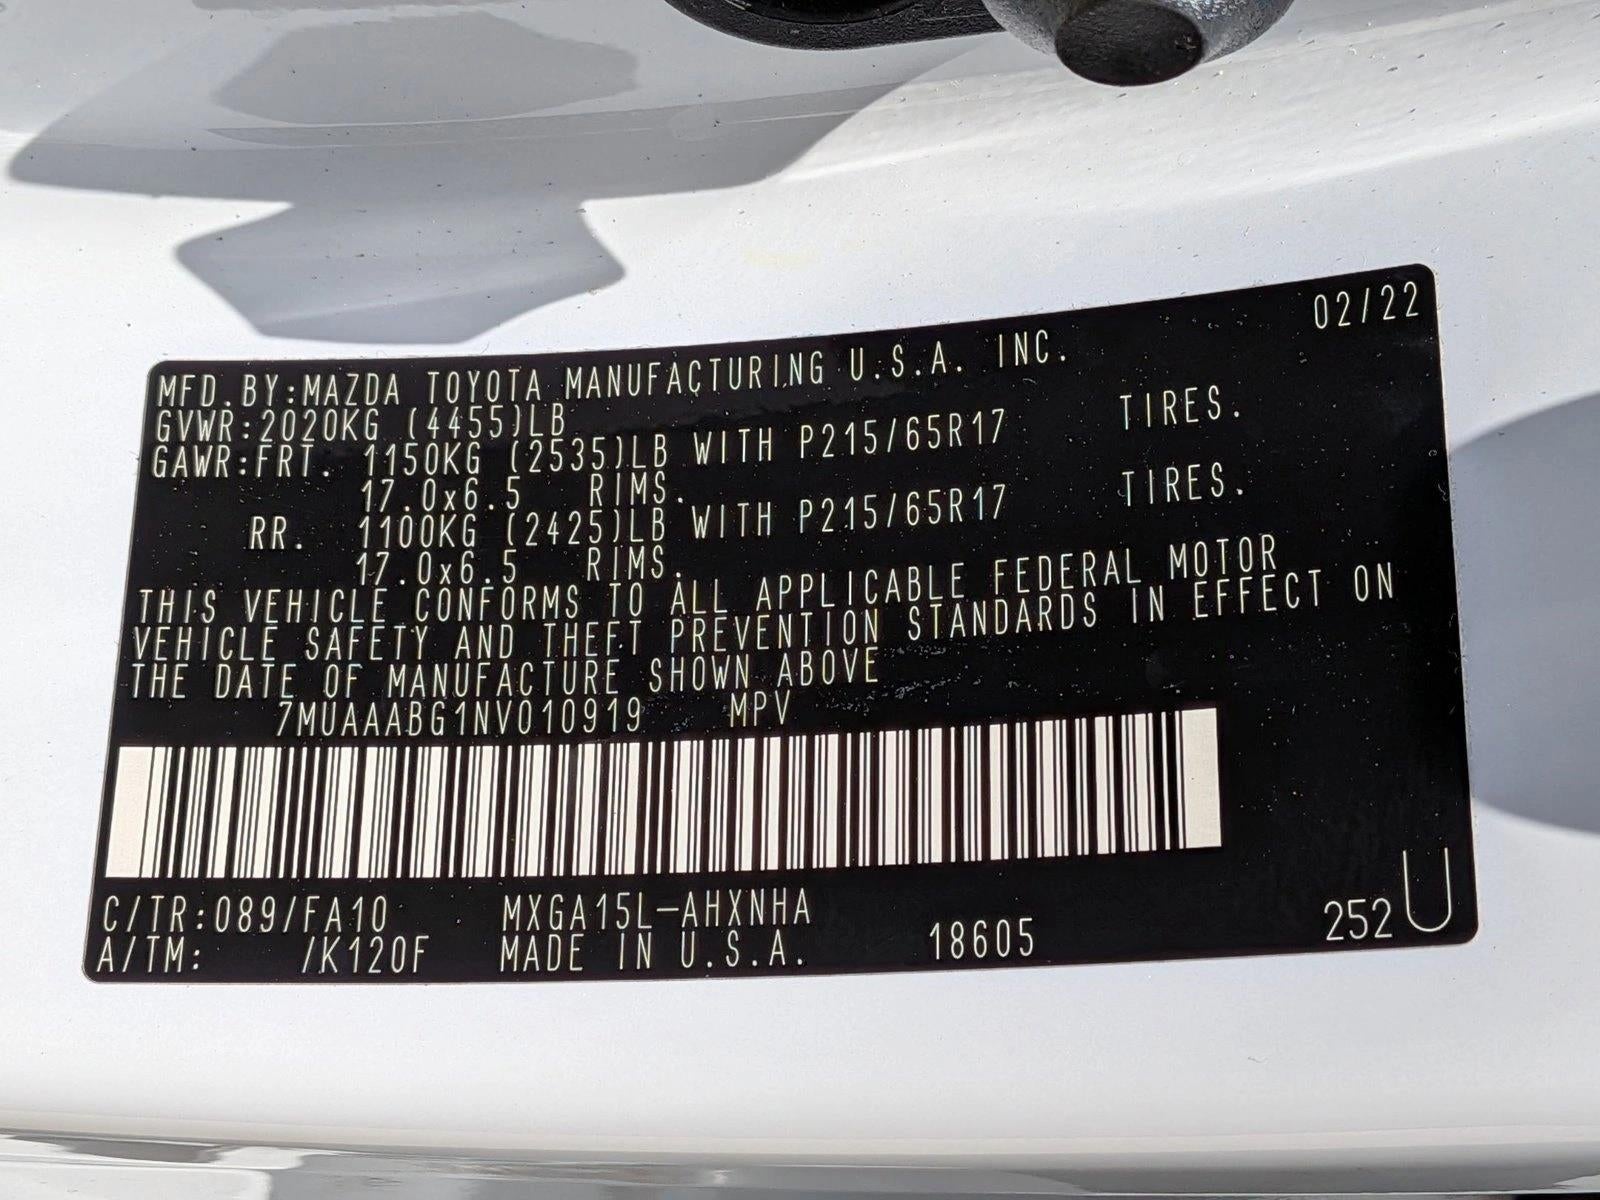 02/22
MFD.BY:MAZDA TOYOTA MANUFACTURING U.S.A. INC.
GVWR:2020KG (4455)LB
GAWR:FRT. 1150KG (2535)LB WITH P215/65R17 TIRES.
17.0x6.5 RIMS.
RR. 1100KG (2425)LB WITH P215/65R17 TIRES.
17.0x6.5 RIMS.
THIS VEHICLE CONFORMS TO ALL APPLICABLE FEDERAL MOTOR
VEHICLE SAFETY AND THEFT PREVENTION STANDARDS IN EFFECT ON
THE DATE OF MANUFACTURE SHOWN ABOVE
7MUAAABG1NV010919 MPV
C/TR:089/FA10 MXGA15L-AHXNHA
A/TM: /K120F MADE IN U.S.A. 18605 252 U